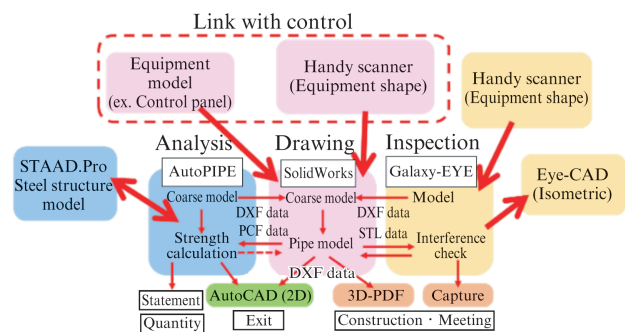 Link with control
Equipment
model
(ex. Control panel)
Handy scanner
(Equipment shape)
Handy scanner
(Equipment shape)
Analysis
Drawing
Inspection
STAAD.Pro
Steel structure
model
AutoPIPE
SolidWorks
Galaxy-EYE
Eye-CAD
(Isometric)
Coarse model
Coarse model
Model
DXF data
DXF data
PCF data
STL data
Strength
calculation
Pipe model
Interference
check
DXF data
Statement
AutoCAD (2D)
3D-PDF
Capture
Quantity
Exit
Construction・Meeting